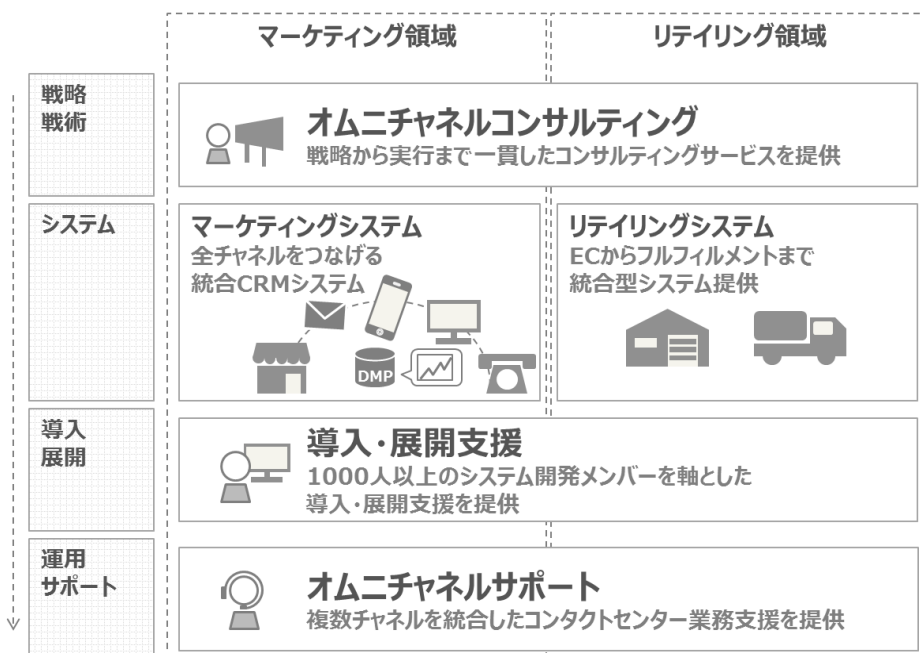 マーケティング領域
リテイリング領域
戦略
戦術
オムニチャネルコンサルティング
戦略から実行まで一貫したコンサルティングサービスを提供
システム
マーケティングシステム
全チャネルをつなげる
統合CRMシステム
DMP
リテイリングシステム
ECからフルフィルメントまで
統合型システム提供
導入
展開
導入・展開支援
1000人以上のシステム開発メンバーを軸とした
導入・展開支援を提供
運用
サポート
オムニチャネルサポート
複数チャネルを統合したコンタクトセンター業務支援を提供